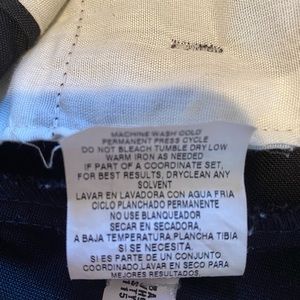 MACHINE WASH COLD
PERMANENT PRESS CYCLE
DO NOT BLEACH TUMBLE DRY LOW
WARM IRON AS NEEDED
IF PART OF A COORDINATE SET,
FOR BEST RESULTS, DRYCLEAN ANY
SOLVENT
LAVAR EN LAVADORA CON AGUA FRIA
CICLO PLANCHADO PERMANENTE
NO USE BLANQUEADOR
SECAR EN SECADORA,
A BAJA TEMPERATURA, PLANCHA TIBIA
SI SE NECESITA.
SI ES PARTE DE UN CONJUNTO
COORDINADO, LAVAR EN SECO PARA
MEJORES RESULTADOS.